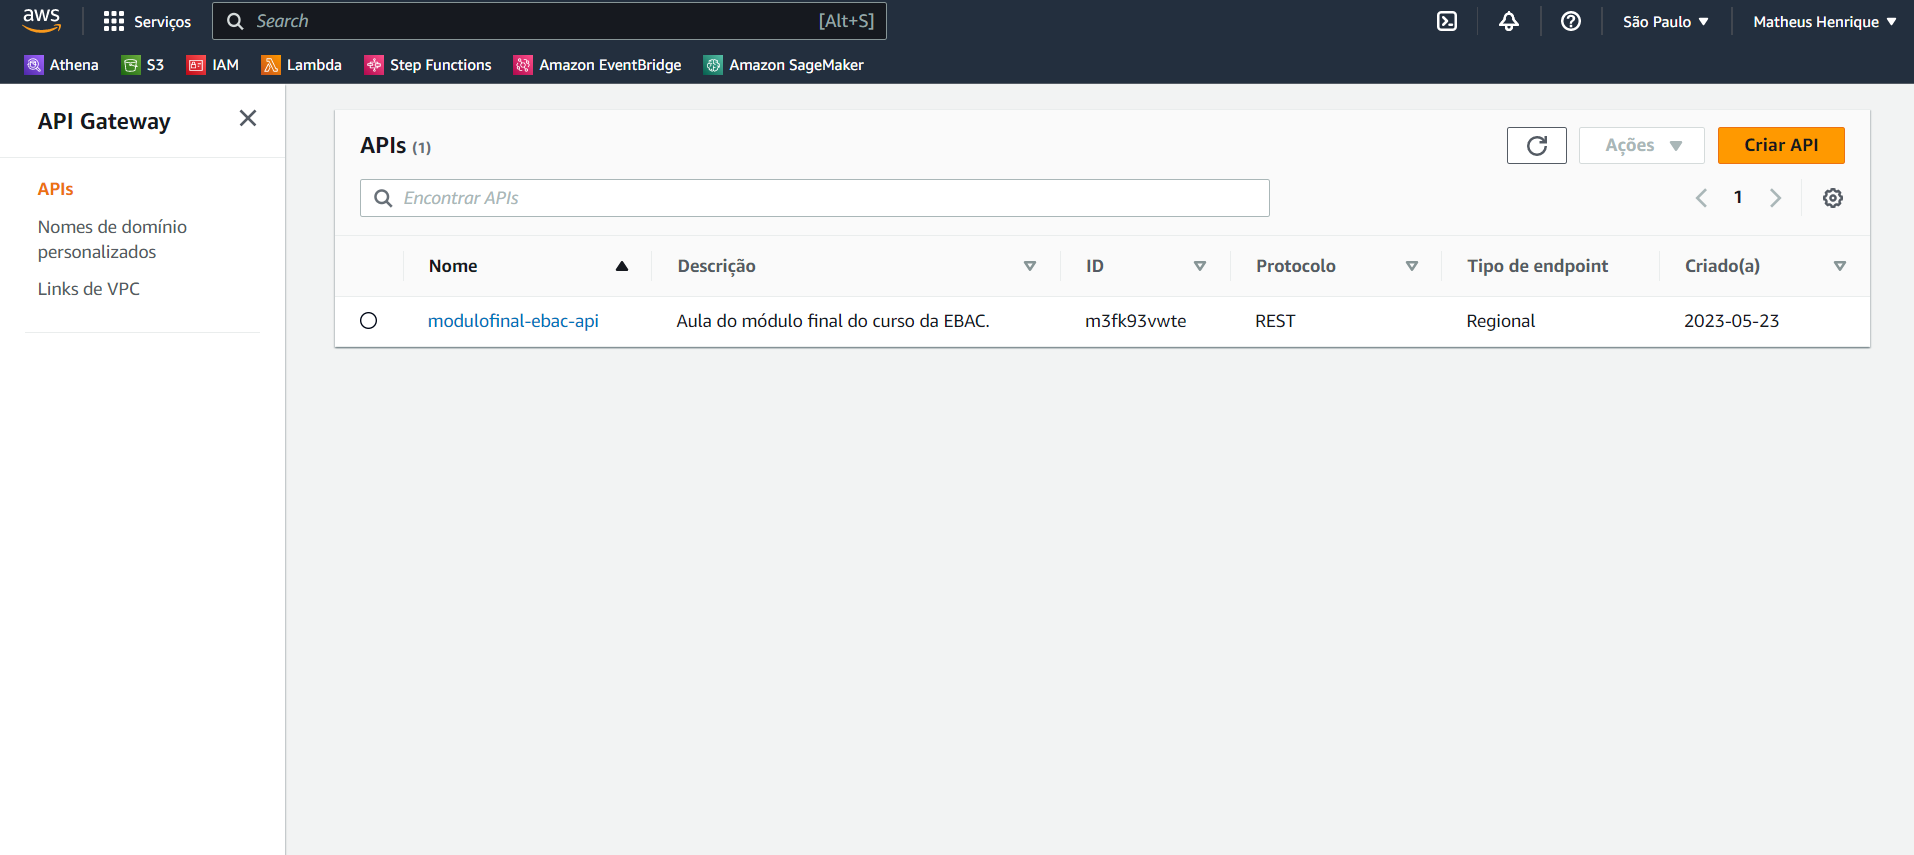 aws Serviços Search [Alt+S] São Paulo Matheus Henrique
Athena S3 IAM Lambda Step Functions Amazon EventBridge Amazon SageMaker
API Gateway
APIs
Nomes de domínio
personalizados
Links de VPC
APIs (1) Ações Criar API
Encontrar APIs 1
Nome Descrição ID Protocolo Tipo de endpoint Criado(a)
modulofinal-ebac-api Aula do módulo final do curso da EBAC. m3fk93vwte REST Regional 2023-05-23